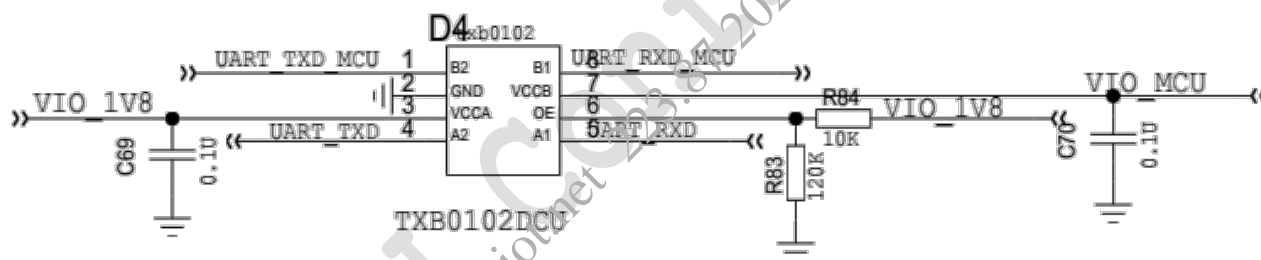 D4 txb0102
UART_TXD_MCU 1 B2 B1 8 UART_RXD_MCU
2 GND VCCB 7 VIO_MCU
VIO_1V8 3 VCCA OE 6 R84 VIO_1V8
10K
UART_TXD 4 A2 A1 5 UART_RXD
C69 0.1U
R83 120K
C70 0.1U
TXB0102DCU